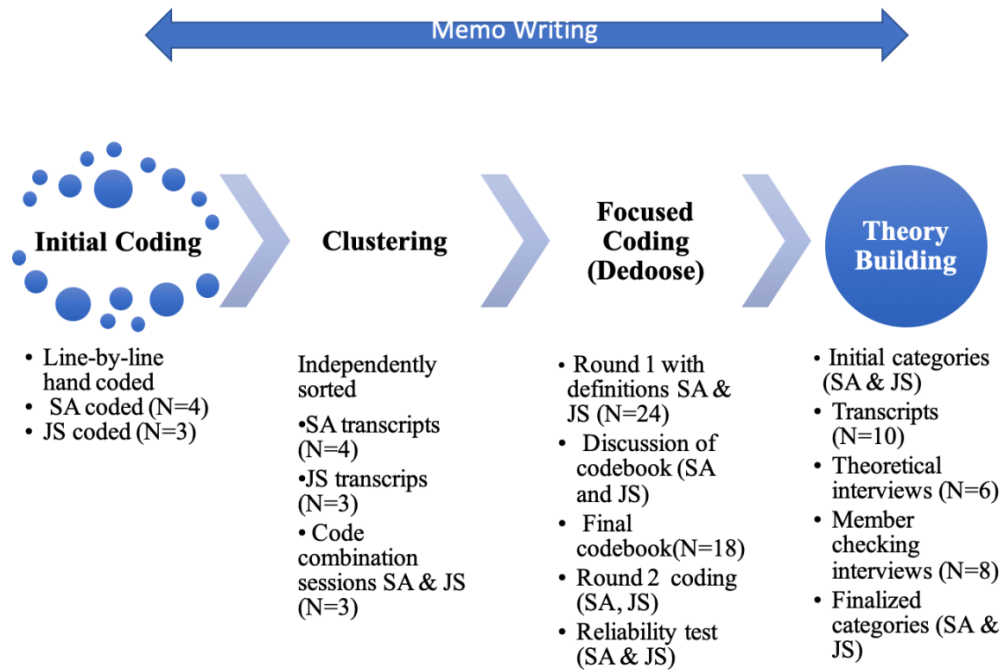 Memo Writing
Initial Coding
• Line-by-line
hand coded
• SA coded (N=4)
• JS coded (N=3)
Clustering
Independently
sorted
•SA transcripts
(N=4)
•JS transcrips
(N=3)
• Code
combination
sessions SA & JS
(N=3)
Focused
Coding
(Dedoose)
• Round 1 with
definitions SA &
JS (N=24)
• Discussion of
codebook (SA
and JS)
• Final
codebook(N=18)
• Round 2 coding
(SA, JS)
• Reliability test
(SA & JS)
Theory
Building
• Initial categories
(SA & JS)
• Transcripts
(N=10)
• Theoretical
interviews (N=6)
• Member
checking
interviews (N=8)
• Finalized
categories (SA &
JS)